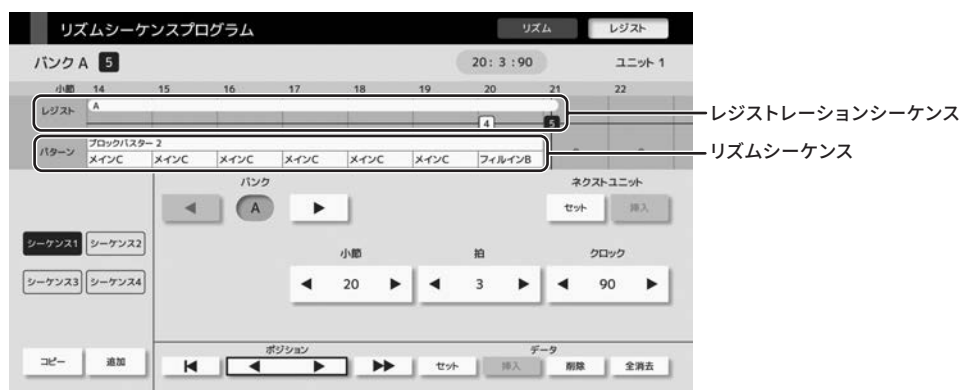 リズムシーケンスプログラム
リズム
レジスト
バンク A 5
20: 3 :90
ユニット 1
小節 14 15 16 17 18 19 20 21 22
レジスト A
4 5
レジストレーションシーケンス
パターン ブロックバスター 2
メインC メインC メインC メインC メインC メインC フィルインB
リズムシーケンス
バンク
ネクストユニット
◀ A ▶
セット 挿入
シーケンス1 シーケンス2
小節 拍 クロック
シーケンス3 シーケンス4
◀ 20 ▶ ◀ 3 ▶ ◀ 90 ▶
ポジション データ
コピー 追加 セット 挿入 削除 全消去